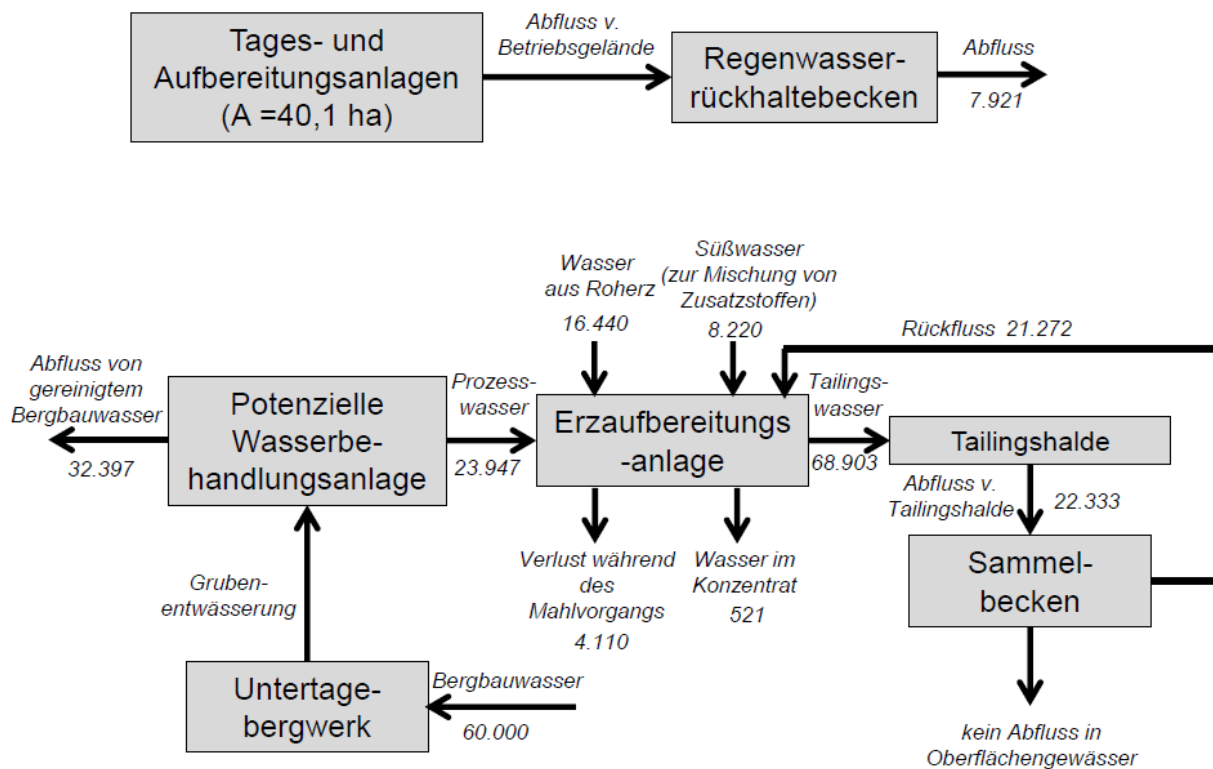 Tages- und
Aufbereitungsanlagen
(A =40,1 ha)
Abfluss v.
Betriebsgelände
Regenwasser-
rückhaltebecken
Abfluss
7.921
Wasser
aus Roherz
16.440
Süßwasser
(zur Mischung von
Zusatzstoffen)
8.220
Rückfluss 21.272
Abfluss von
gereinigtem
Bergbauwasser
32.397
Potenzielle
Wasserbe-
handlungsanlage
Prozess-
wasser
23.947
Erzaufbereitungs
-anlage
Tailings-
wasser
68.903
Tailingshalde
Abfluss v.
Tailingshalde
22.333
Verlust während
des
Mahlvorgangs
4.110
Wasser im
Konzentrat
521
Sammel-
becken
Gruben-
entwässerung
Untertage-
bergwerk
Bergbauwasser
60.000
kein Abfluss in
Oberflächengewässer